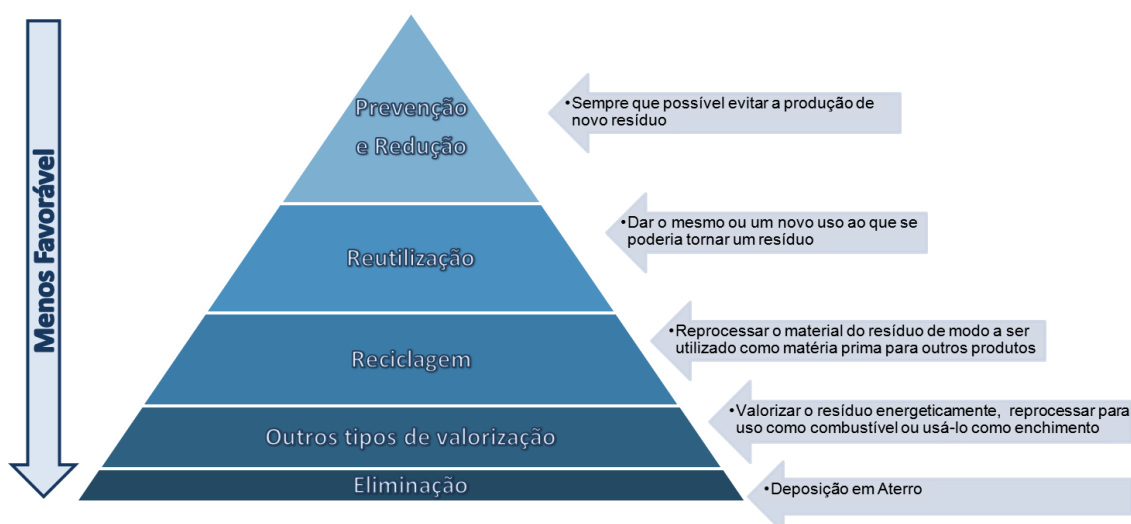 Menos Favorável
Prevenção
e Redução
•Sempre que possível evitar a produção de
novo resíduo
Reutilização
•Dar o mesmo ou um novo uso ao que se
poderia tornar um resíduo
Reciclagem
•Reprocessar o material do resíduo de modo a ser
utilizado como matéria prima para outros produtos
Outros tipos de valorização
•Valorizar o resíduo energeticamente, reprocessar para
uso como combustível ou usá-lo como enchimento
Eliminação
•Deposição em Aterro